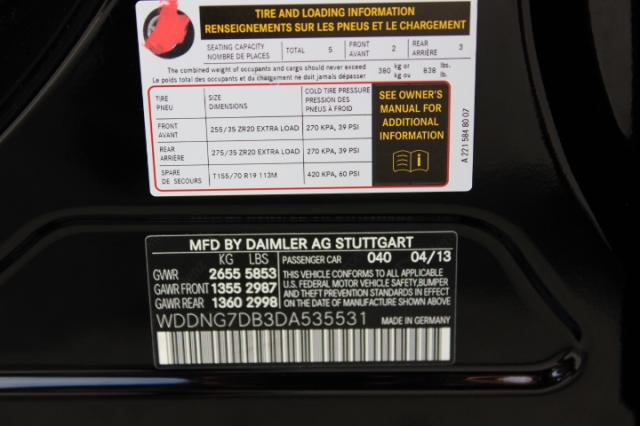 TIRE AND LOADING INFORMATION
RENSEIGNEMENTS SUR LES PNEUS ET LE CHARGEMENT
SEATING CAPACITY
NOMBRE DE PLACES
TOTAL 5
FRONT
AVANT
2
REAR
ARRIÈRE
3
The combined weight of occupants and cargo should never exceed
Le poids total des occupants et du chargement ne doit jamais dépasser
380 kg or 838 lbs.
kg ou lb.
TIRE
PNEU
SIZE
DIMENSIONS
COLD TIRE PRESSURE
PRESSION DES
PNEUS À FROID
FRONT
AVANT
255/35 ZR20 EXTRA LOAD
270 KPA, 39 PSI
REAR
ARRIÈRE
275/35 ZR20 EXTRA LOAD
270 KPA, 39 PSI
SPARE
DE SECOURS
T155/70 R19 113M
420 KPA, 60 PSI
SEE OWNER'S
MANUAL FOR
ADDITIONAL
INFORMATION
i
A 221 584 80 07
MFD BY DAIMLER AG STUTTGART
KG LBS
GVWR 2655 5853
GAWR FRONT 1355 2987
GAWR REAR 1360 2998
PASSENGER CAR 040 04/13
THIS VEHICLE CONFORMS TO ALL APPLICABLE
U.S. FEDERAL MOTOR VEHICLE SAFETY, BUMPER
AND THEFT PREVENTION STANDARDS IN EFFECT
ON THE DATE OF MANUFACTURE SHOWN ABOVE
WDDNG7DB3DA535531 MADE IN GERMANY